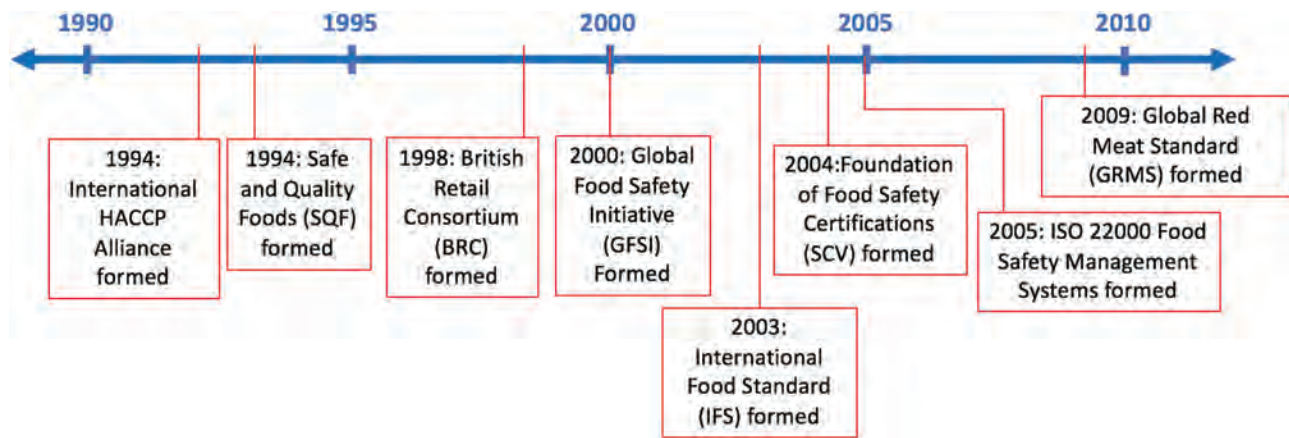 1990
1995
2000
2005
2010
1994:
International
HACCP
Alliance
formed
1994: Safe
and Quality
Foods (SQF)
formed
1998: British
Retail
Consortium
(BRC)
formed
2000: Global
Food Safety
Initiative
(GFSI)
Formed
2003:
International
Food Standard
(IFS) formed
2004:Foundation
of Food Safety
Certifications
(SCV) formed
2005: ISO 22000 Food
Safety Management
Systems formed
2009: Global Red
Meat Standard
(GRMS) formed